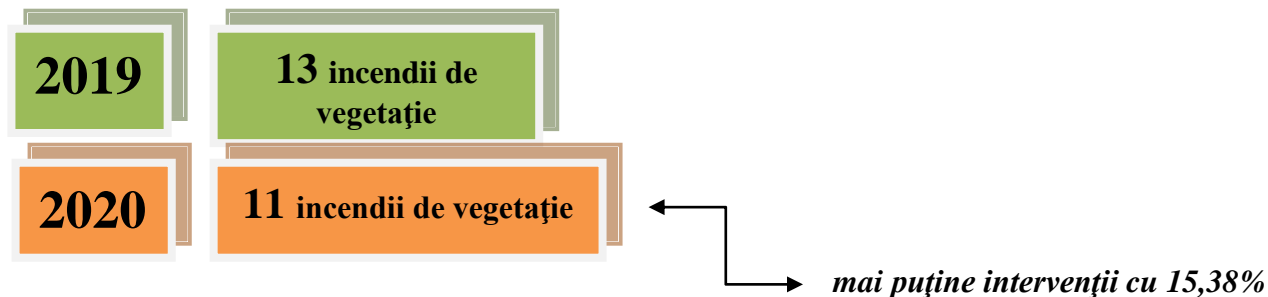 2019
13 incendii de
vegetaţie
2020
11 incendii de vegetaţie
mai puţine intervenţii cu 15,38%